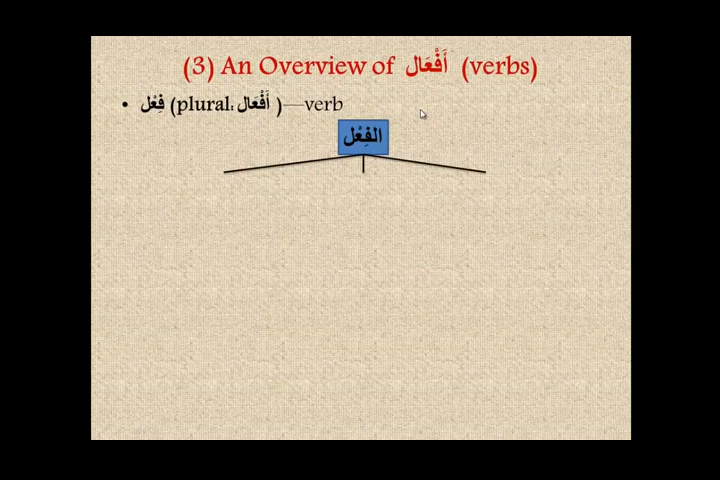 (3) An Overview of أَفْعَال (verbs)
• فِعْل (plural: أَفْعَال )—verb
الفِعْل